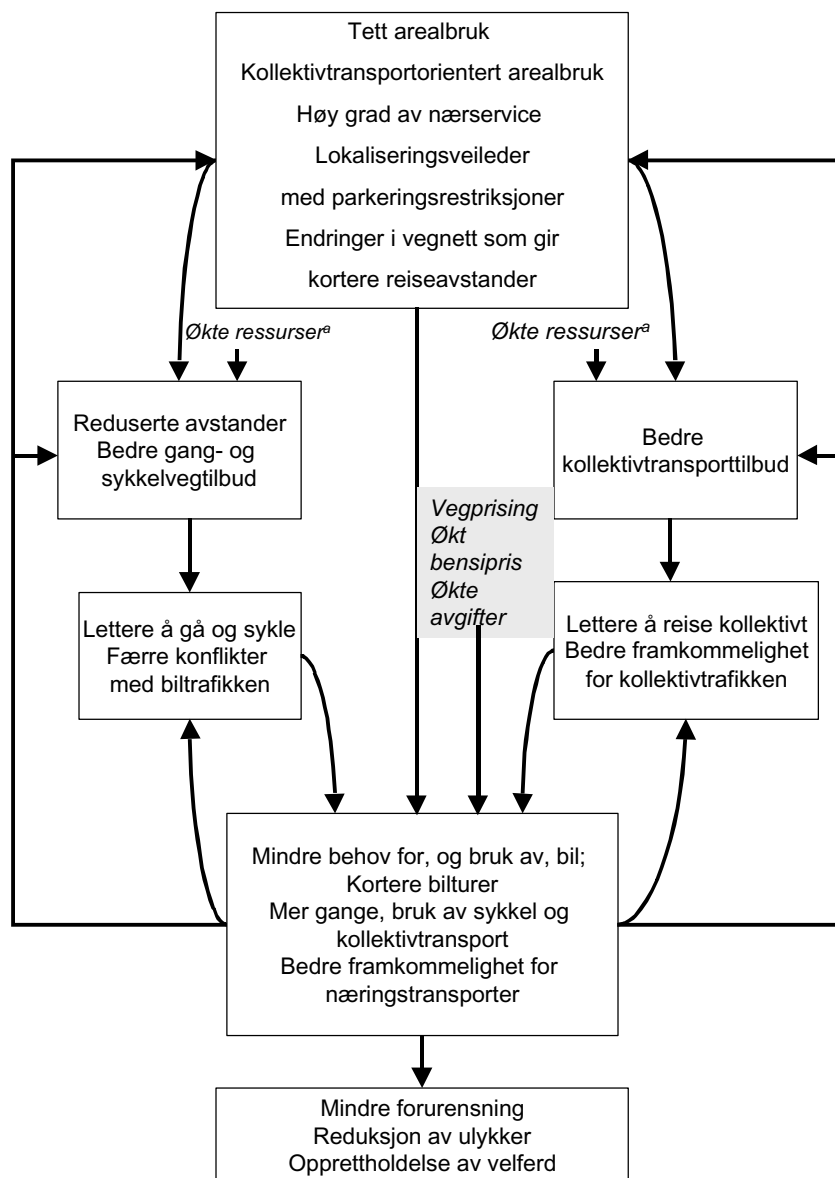 Tett arealbruk
Kollektivtransportorientert arealbruk
Høy grad av nærservice
Lokaliseringsveileder
med parkeringsrestriksjoner
Endringer i vegnett som gir
kortere reiseavstander
Økte ressurserᵃ
Økte ressurserᵃ
Reduserte avstander
Bedre gang- og
sykkelvegtilbud
Bedre
kollektivtransporttilbud
Vegprising
Økt
bensipris
Økte
avgifter
Lettere å gå og sykle
Færre konflikter
med biltrafikken
Lettere å reise kollektivt
Bedre framkommelighet
for kollektivtrafikken
Mindre behov for, og bruk av, bil;
Kortere bilturer
Mer gange, bruk av sykkel og
kollektivtransport
Bedre framkommelighet for
næringstransporter
Mindre forurensning
Reduksjon av ulykker
Opprettholdelse av velferd